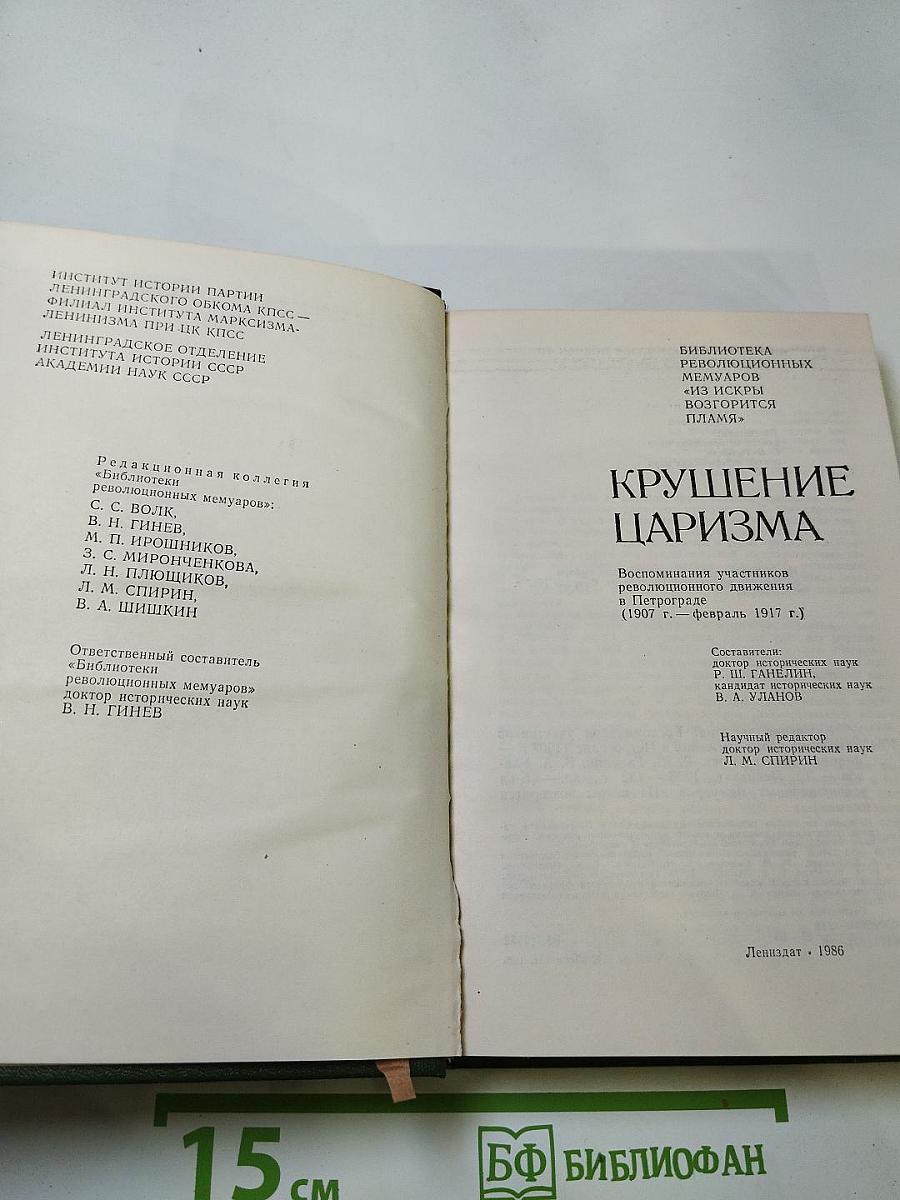 ИНСТИТУТ ИСТОРИИ ПАРТИИ
ЛЕНИНГРАДСКОГО ОБКОМА КПСС —
ФИЛИАЛ ИНСТИТУТА МАРКСИЗМА-
ЛЕНИНИЗМА ПРИ ЦК КПСС
ЛЕНИНГРАДСКОЕ ОТДЕЛЕНИЕ
ИНСТИТУТА ИСТОРИИ СССР
АКАДЕМИИ НАУК СССР
Редакционная коллегия
«Библиотеки
революционных мемуаров»:
С. С. ВОЛК,
В. Н. ГИНЕВ,
М. П. ИРОШНИКОВ,
З. С. МИРОНЧЕНКОВА,
Л. Н. ПЛЮЩИКОВ,
Л. М. СПИРИН,
В. А. ШИШКИН
Ответственный составитель
«Библиотеки
революционных мемуаров»
доктор исторических наук
В. Н. ГИНЕВ
БИБЛИОТЕКА
РЕВОЛЮЦИОННЫХ
МЕМУАРОВ
«ИЗ ИСКРЫ
ВОЗГОРИТСЯ
ПЛАМЯ»
КРУШЕНИЕ
ЦАРИЗМА
Воспоминания участников
революционного движения
в Петрограде
(1907 г. — февраль 1917 г.)
Составители:
доктор исторических наук
Р. Ш. ГАНЕЛИН,
кандидат исторических наук
В. А. УЛАНОВ
Научный редактор
доктор исторических наук
Л. М. СПИРИН
Лениздат • 1986
15 см
БФ БИБЛИОФАН